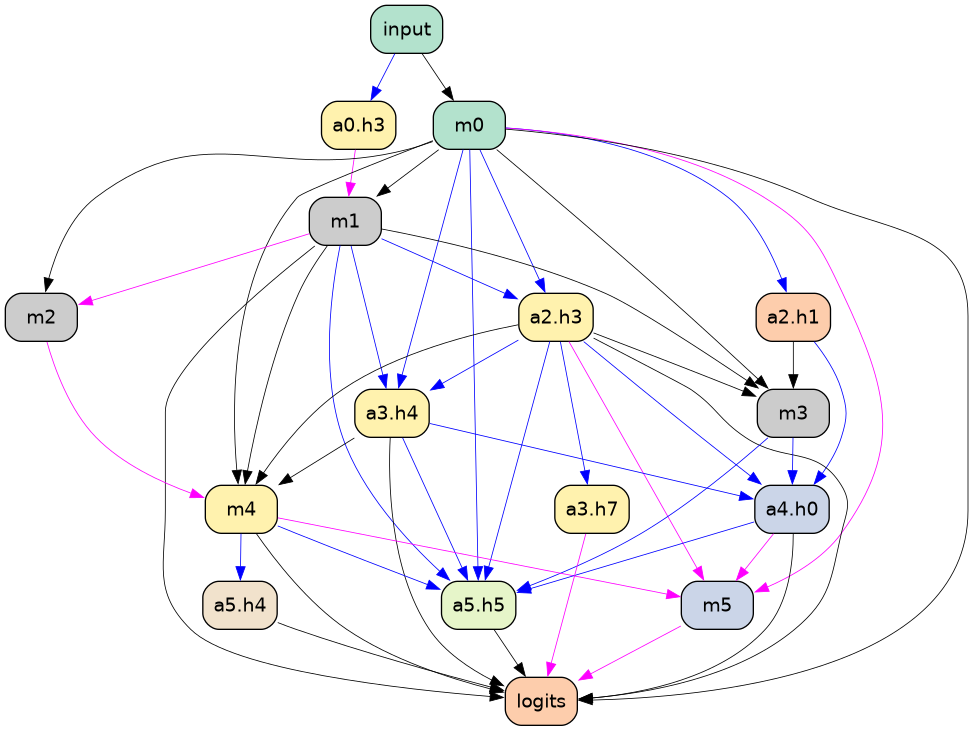 input
a0.h3
m0
m1
m2
a2.h3
a2.h1
a3.h4
m3
m4
a3.h7
a4.h0
a5.h4
a5.h5
m5
logits